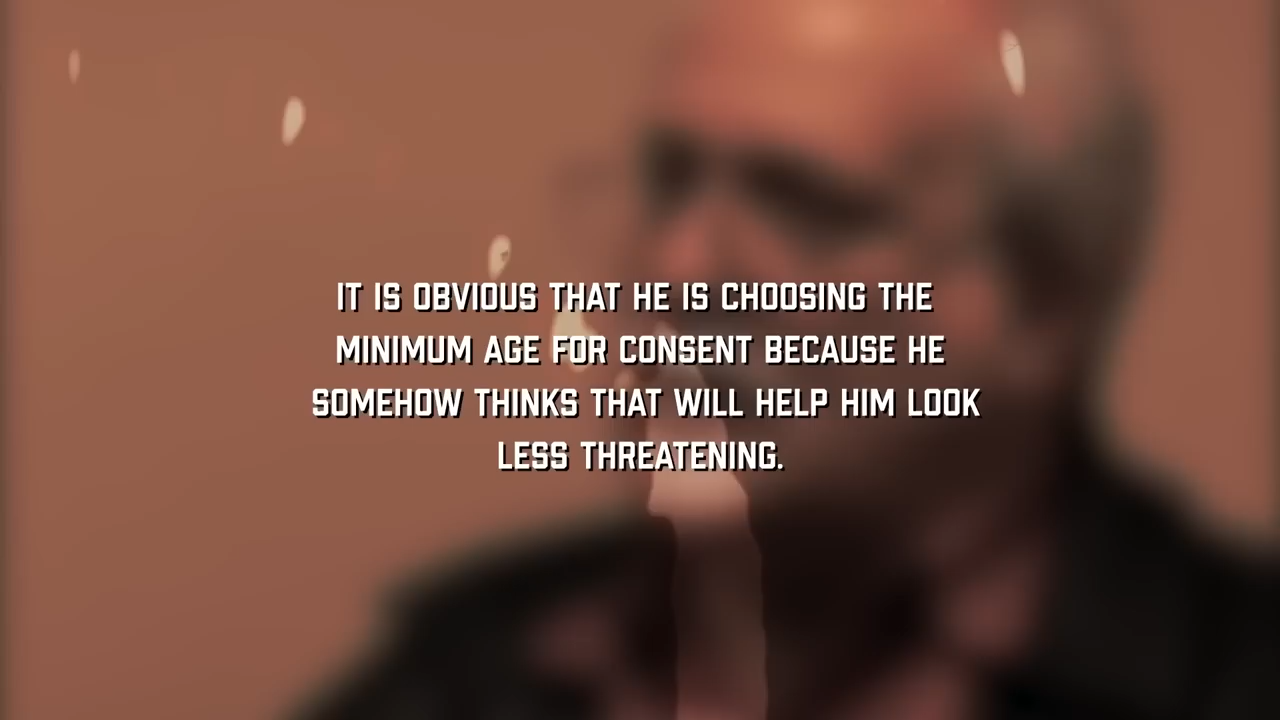 IT IS OBVIOUS THAT HE IS CHOOSING THE
MINIMUM AGE FOR CONSENT BECAUSE HE
SOMEHOW THINKS THAT WILL HELP HIM LOOK
LESS THREATENING.